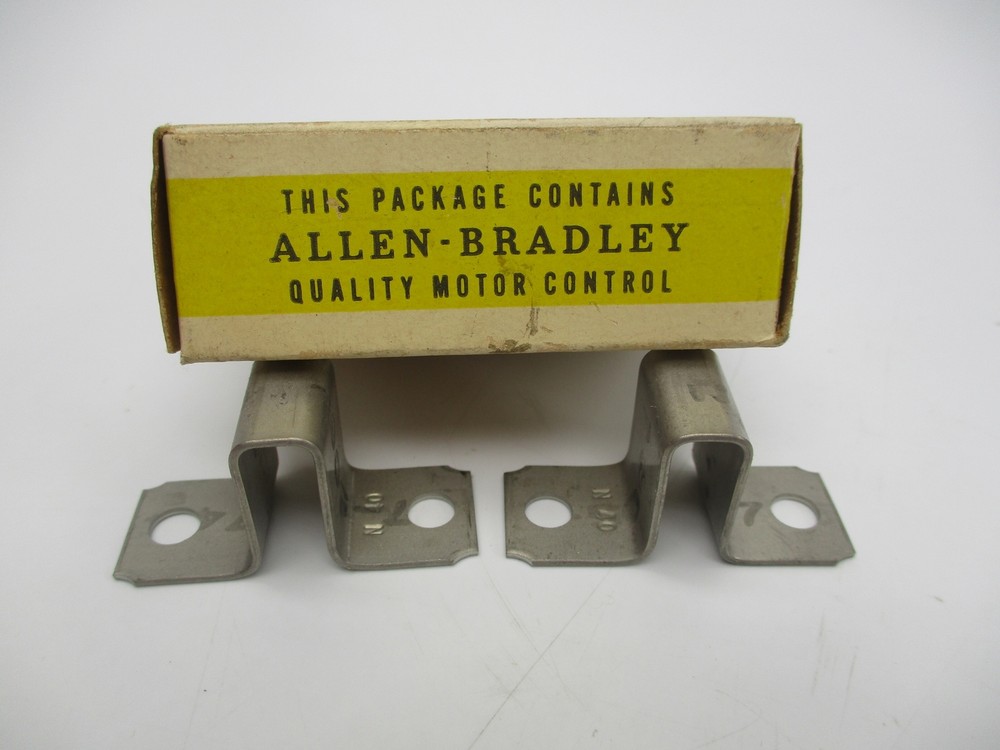 THIS PACKAGE CONTAINS
ALLEN-BRADLEY
QUALITY MOTOR CONTROL
N
N